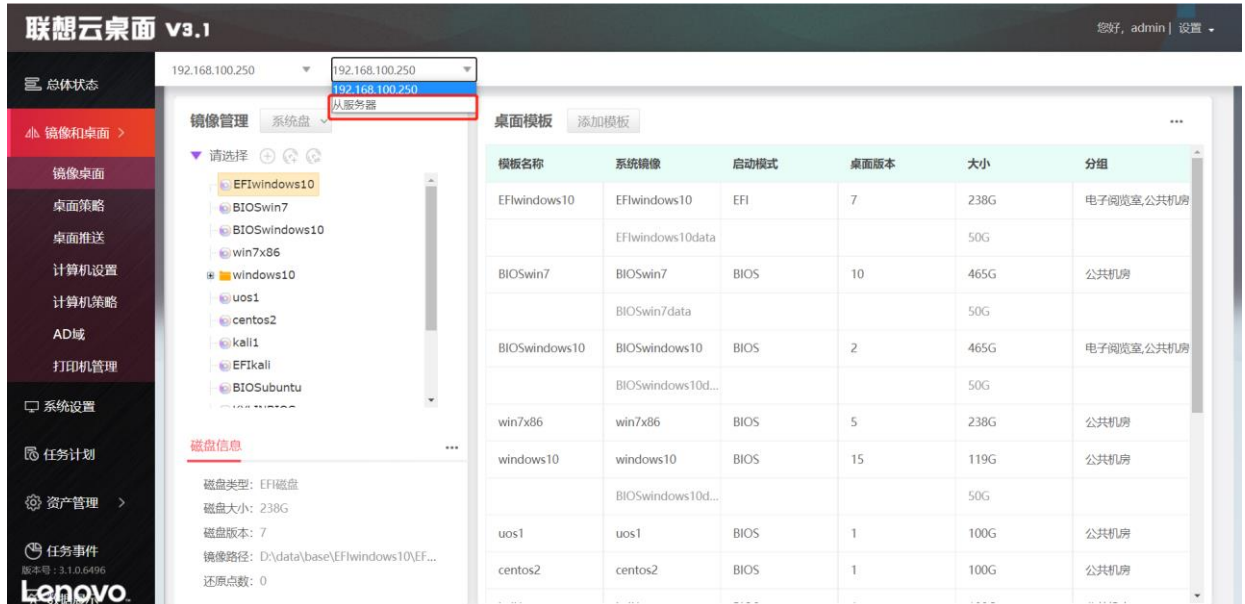 联想云桌面 V3.1
您好, admin | 设置
192.168.100.250
192.168.100.250
192.168.100.250
从服务器
总体状态
镜像和桌面
镜像桌面
桌面策略
桌面推送
计算机设置
计算机策略
AD域
打印机管理
系统设置
任务计划
资产管理
任务事件
版本号：3.1.0.6496
Lenovo.
镜像管理 系统盘
请选择
EFIwindows10
BIOSwin7
BIOSwindows10
win7x86
windows10
uos1
centos2
kali1
EFIkali
BIOSubuntu
磁盘信息
磁盘类型: EFI磁盘
磁盘大小: 238G
磁盘版本: 7
镜像路径: D:\data\base\EFIwindows10\EF...
还原点数: 0
桌面模板 添加模板
模板名称 系统镜像 启动模式 桌面版本 大小 分组
EFIwindows10 EFIwindows10 EFI 7 238G 电子阅览室,公共机房
EFIwindows10data 50G
BIOSwin7 BIOSwin7 BIOS 10 465G 公共机房
BIOSwin7data 50G
BIOSwindows10 BIOSwindows10 BIOS 2 465G 电子阅览室,公共机房
BIOSwindows10d... 50G
win7x86 win7x86 BIOS 5 238G 公共机房
windows10 windows10 BIOS 15 119G 公共机房
BIOSwindows10d... 50G
uos1 uos1 BIOS 1 100G 公共机房
centos2 centos2 BIOS 1 100G 公共机房